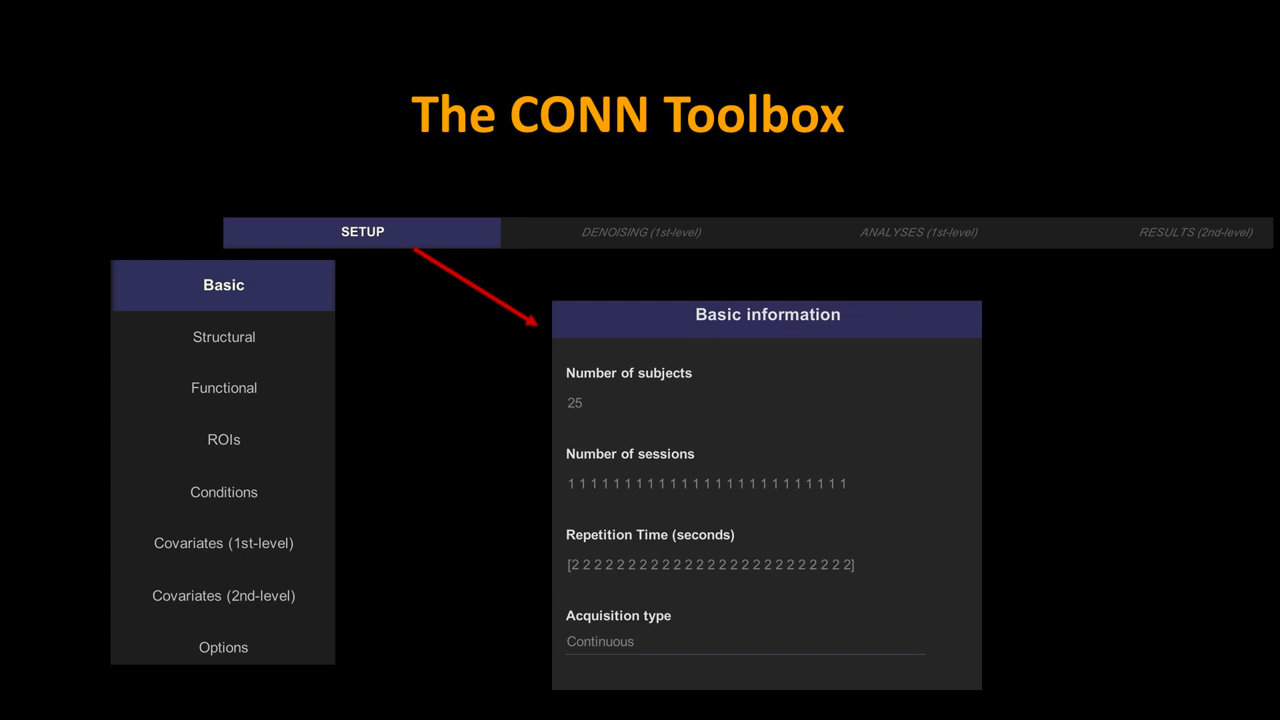 The CONN Toolbox
SETUP DENOISING (1st-level) ANALYSES (1st-level) RESULTS (2nd-level)
Basic
Structural
Functional
ROIs
Conditions
Covariates (1st-level)
Covariates (2nd-level)
Options
Basic information
Number of subjects
25
Number of sessions
1 1 1 1 1 1 1 1 1 1 1 1 1 1 1 1 1 1 1 1 1 1 1 1 1
Repetition Time (seconds)
[2 2 2 2 2 2 2 2 2 2 2 2 2 2 2 2 2 2 2 2 2 2 2 2 2]
Acquisition type
Continuous